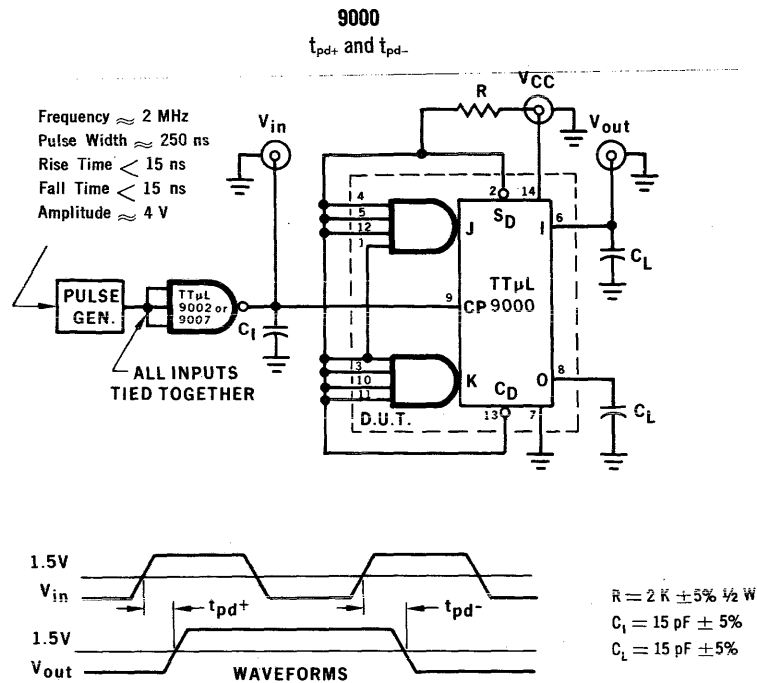 9000
tpd+ and tpd–
Frequency ≈ 2 MHz
Pulse Width ≈ 250 ns
Rise Time < 15 ns
Fall Time < 15 ns
Amplitude ≈ 4 V
Vin
R
VCC
Vout
4
5
12
1
2
14
SD
J
I
6
CL
PULSE
GEN.
TTµL
9002 or
9007
CI
9
CP
TTµL
9000
ALL INPUTS
TIED TOGETHER
3
10
11
K
CD
O
8
CL
13
7
D.U.T.
1.5V
Vin
tpd+
tpd–
1.5V
Vout
WAVEFORMS
R = 2 K ±5% ½ W
CI = 15 pF ± 5%
CL = 15 pF ±5%